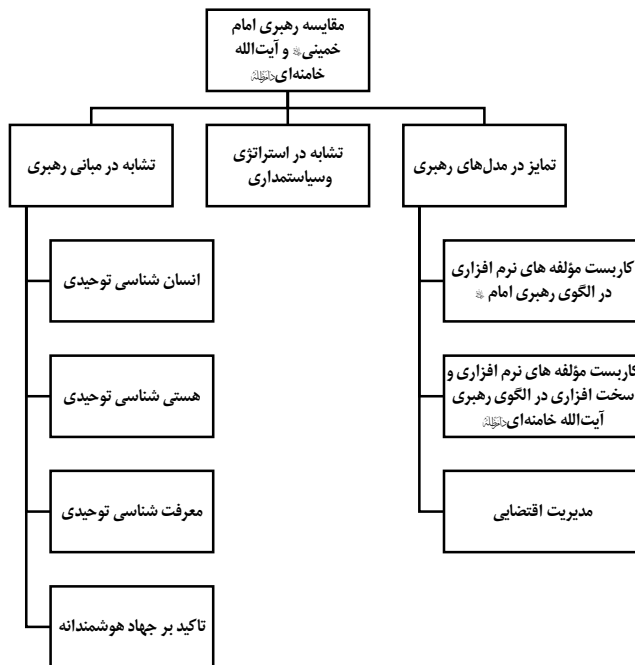 مقایسه رهبری امام
خمینی و آیت‌الله
خامنه‌ای
تمایز در مدل‌های رهبری
تشابه در استراتژی
وسیاستمداری
تشابه در مبانی رهبری
کاربست مؤلفه های نرم افزاری
در الگوی رهبری امام
کاربست مؤلفه های نرم افزاری و
سخت افزاری در الگوی رهبری
آیت‌الله خامنه‌ای
مدیریت اقتضایی
انسان شناسی توحیدی
هستی شناسی توحیدی
معرفت شناسی توحیدی
تاکید بر جهاد هوشمندانه